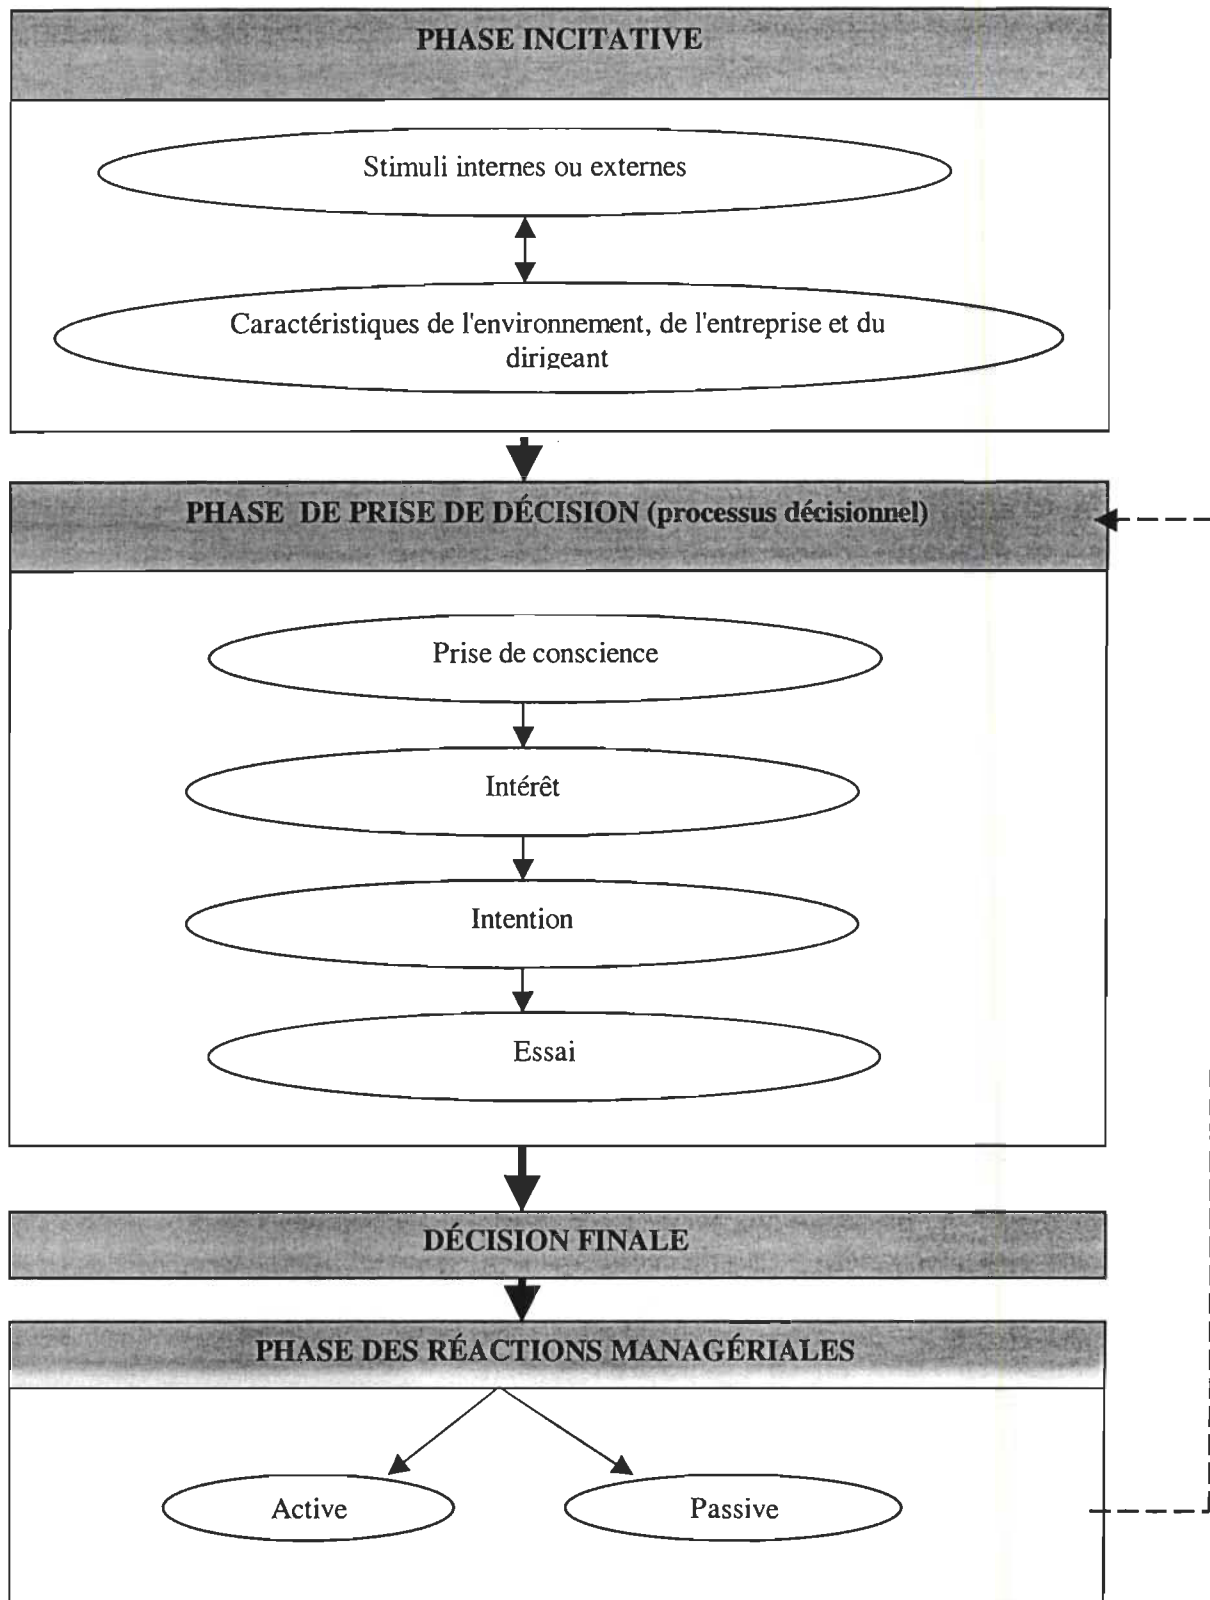 PHASE INCITATIVE
Stimuli internes ou externes
Caractéristiques de l'environnement, de l'entreprise et du
dirigeant
PHASE DE PRISE DE DÉCISION (processus décisionnel)
Prise de conscience
Intérêt
Intention
Essai
DÉCISION FINALE
PHASE DES RÉACTIONS MANAGÉRIALES
Active
Passive